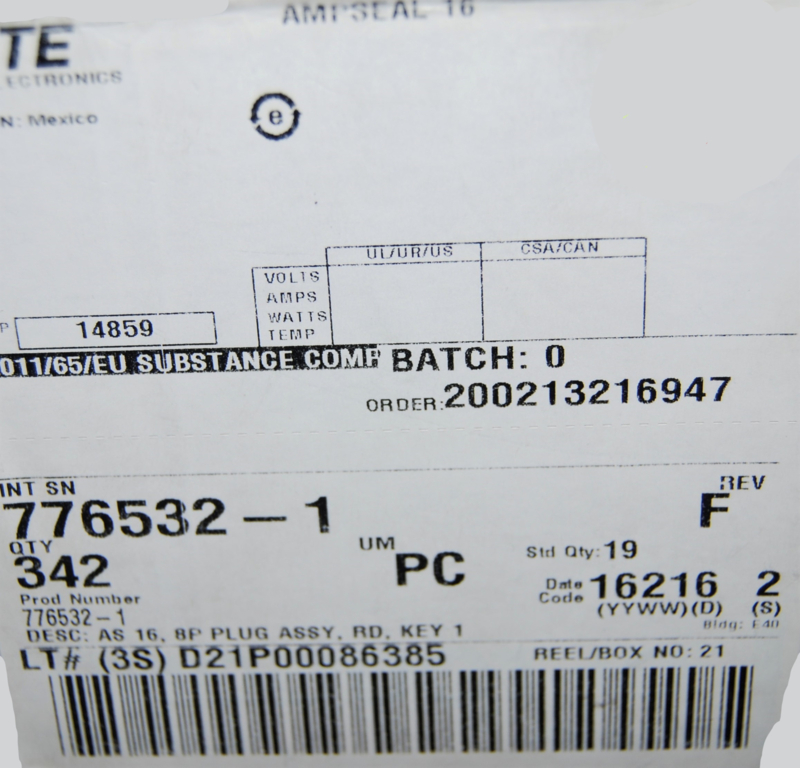 AMPSEAL 16
TE
ECTRONICS
N: Mexico
e
UL/UR/US CSA/CAN
VOLTS
AMPS
WATTS
TEMP
P 14859
011/65/EU SUBSTANCE COMP BATCH: 0
ORDER:200213216947
INT SN REV
776532-1 F
QTY UM Std Qty: 19
342 PC
Date Code 16216 2
Prod Number (YYWW)(D) (S)
776532-1 Bldg: E40
DESC: AS 16, 8P PLUG ASSY, RD, KEY 1
LT# (3S) D21P00086385 REEL/BOX NO: 21